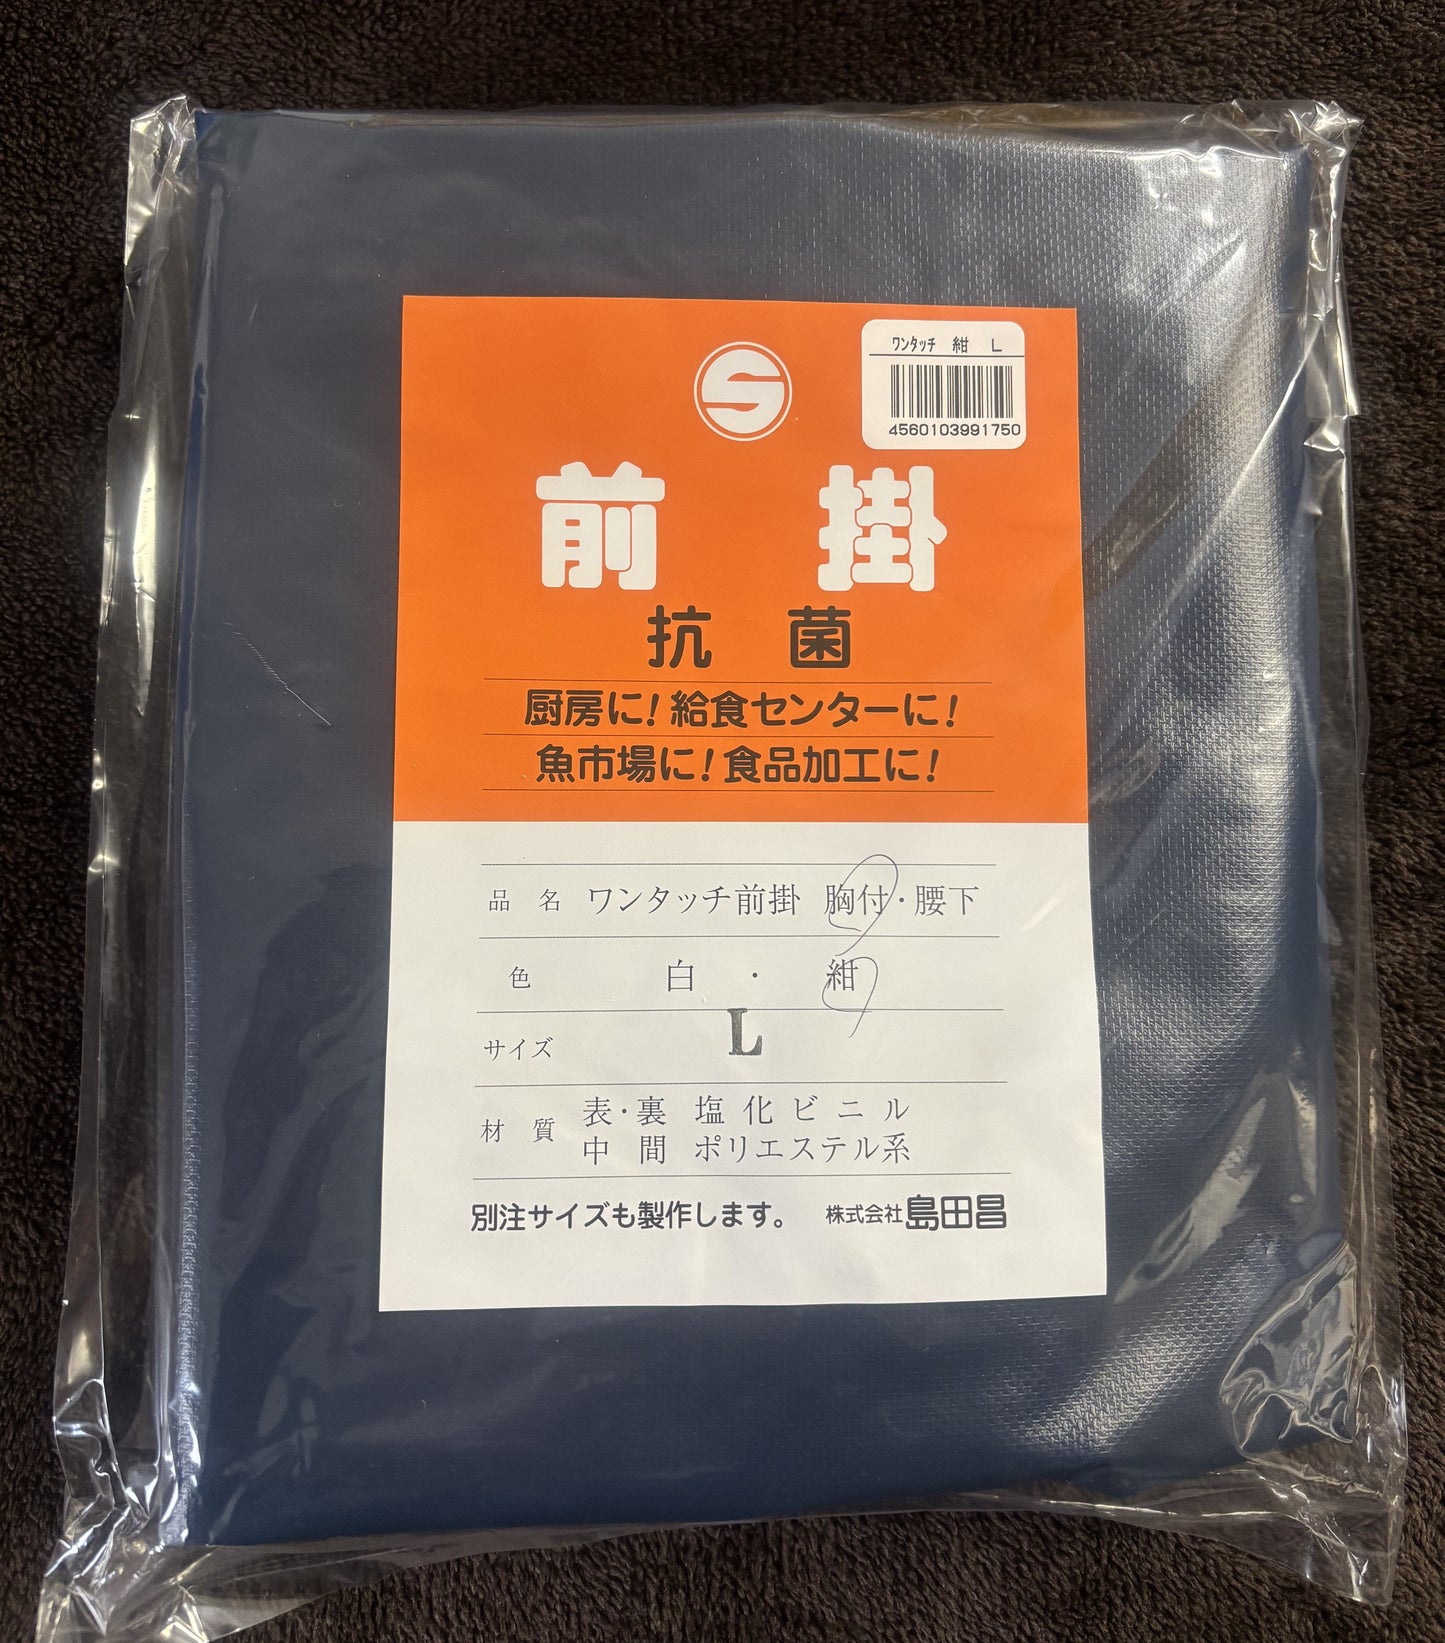 ワンタッチ 紺 L
4560103991750
S
前掛
抗菌
厨房に!給食センターに!
魚市場に!食品加工に!
品名 ワンタッチ前掛 胸付・腰下
色 白・紺
サイズ L
材質 表・裏 塩化ビニル
中間 ポリエステル系
別注サイズも製作します。 株式会社島田昌